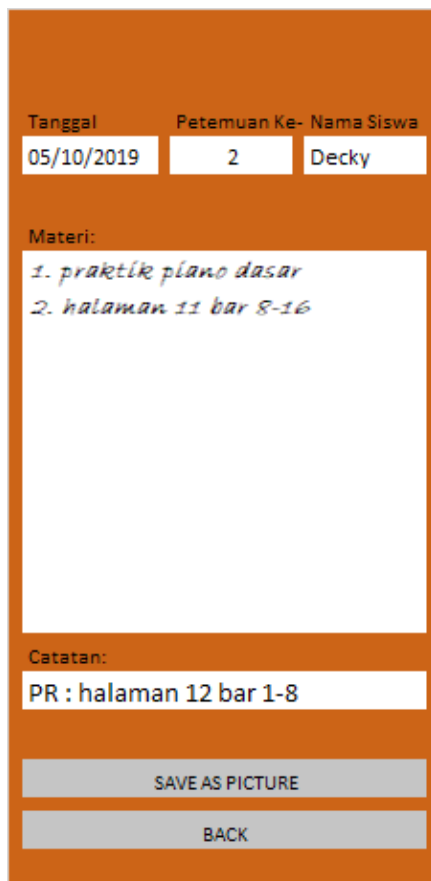 Tanggal Petemuan Ke- Nama Siswa
05/10/2019 2 Decky
Materi:
1. praktik piano dasar
2. halaman 11 bar 8-16
Catatan:
PR : halaman 12 bar 1-8
SAVE AS PICTURE
BACK